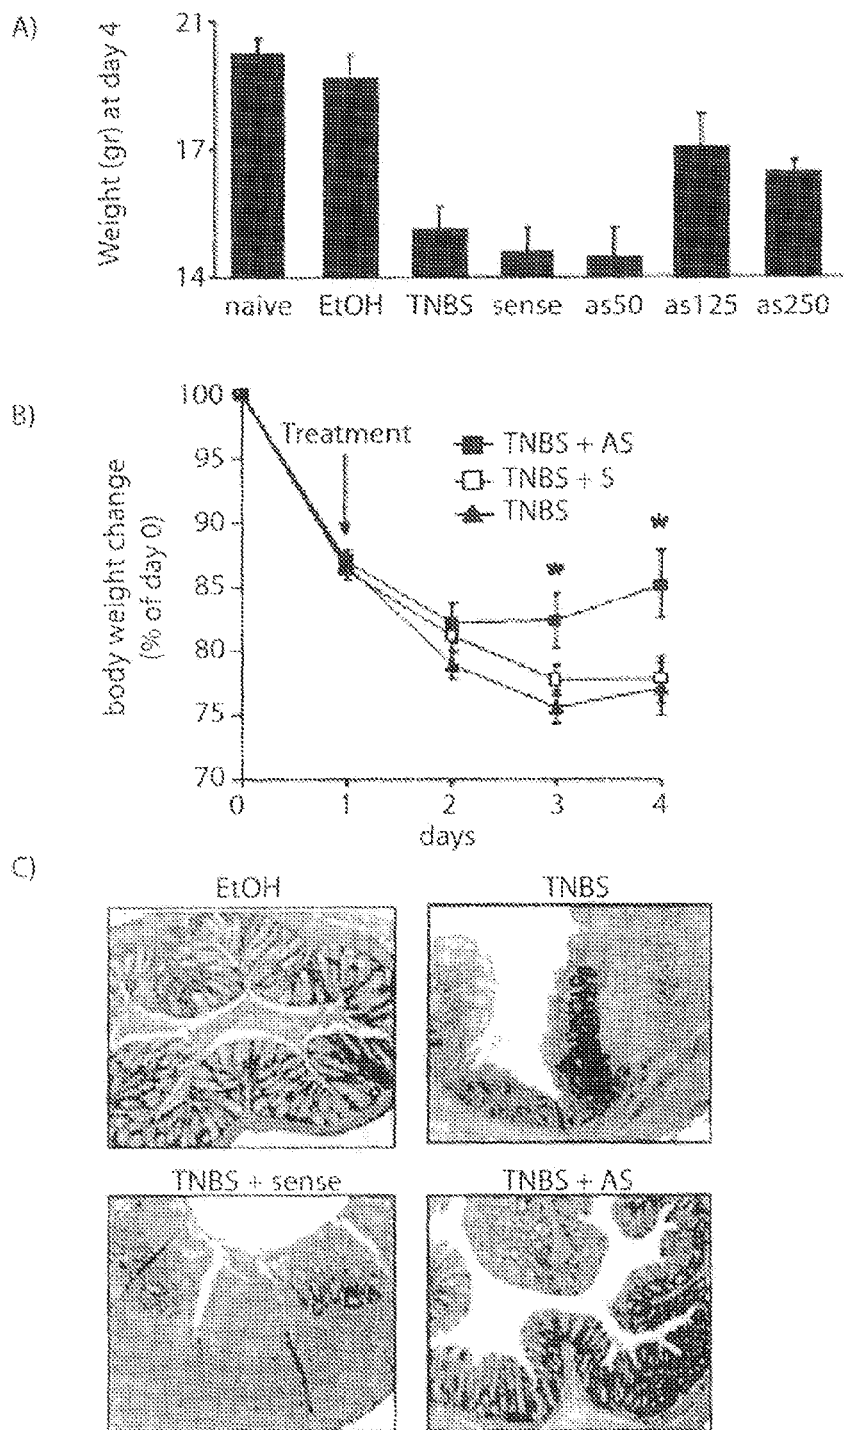 A)
Weight (gr) at day 4
21
17
14
naive EtOH TNBS sense as50 as125 as250
B)
body weight change
(% of day 0)
100
95
90
85
80
75
70
Treatment
TNBS + AS
TNBS + S
TNBS
*
*
0 1 2 3 4
days
C)
EtOH TNBS
TNBS + sense TNBS + AS